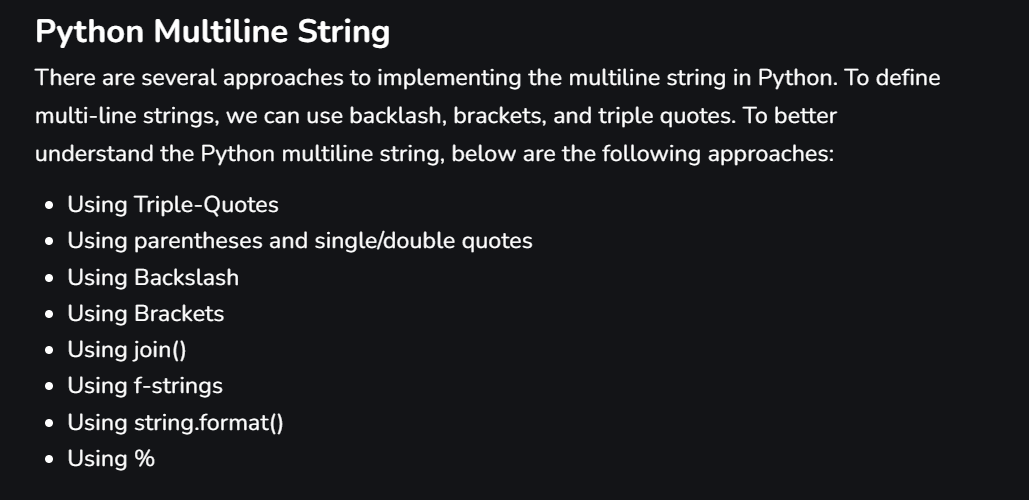 Python Multiline String
There are several approaches to implementing the multiline string in Python. To define
multi-line strings, we can use backlash, brackets, and triple quotes. To better
understand the Python multiline string, below are the following approaches:
• Using Triple-Quotes
• Using parentheses and single/double quotes
• Using Backslash
• Using Brackets
• Using join()
• Using f-strings
• Using string.format()
• Using %